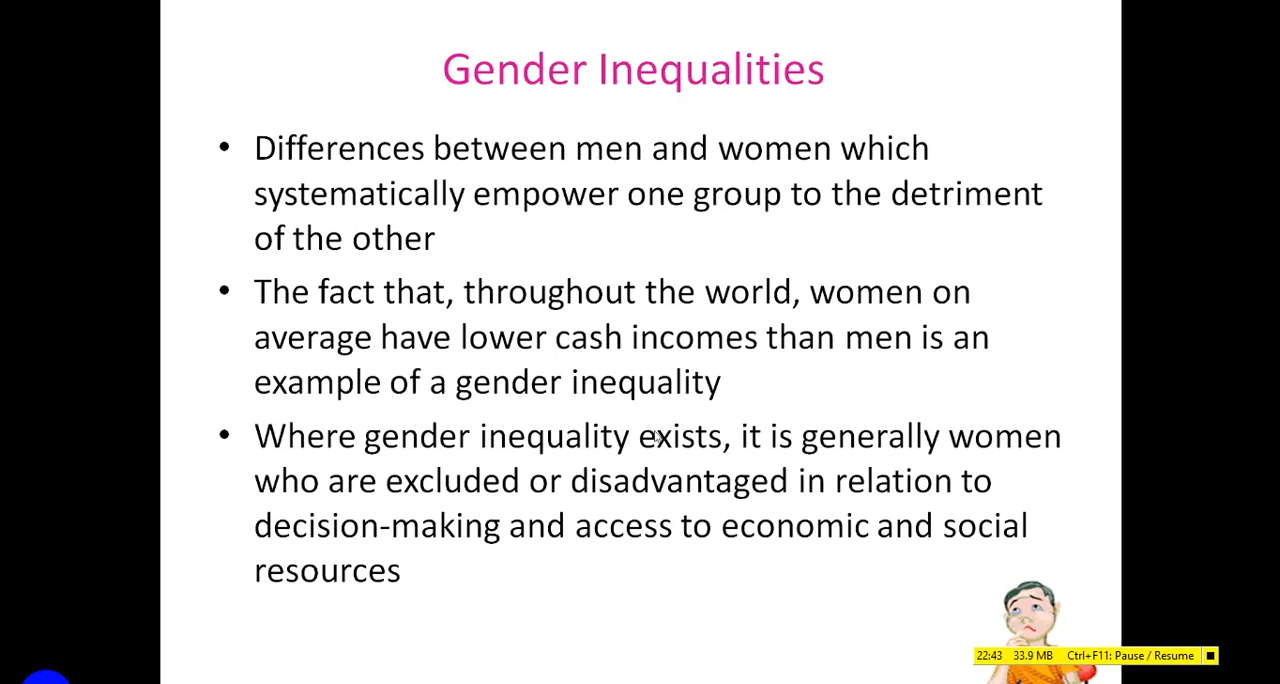 Gender Inequalities
• Differences between men and women which
systematically empower one group to the detriment
of the other
• The fact that, throughout the world, women on
average have lower cash incomes than men is an
example of a gender inequality
• Where gender inequality exists, it is generally women
who are excluded or disadvantaged in relation to
decision-making and access to economic and social
resources
22:43 33.9 MB Ctrl+F11: Pause / Resume